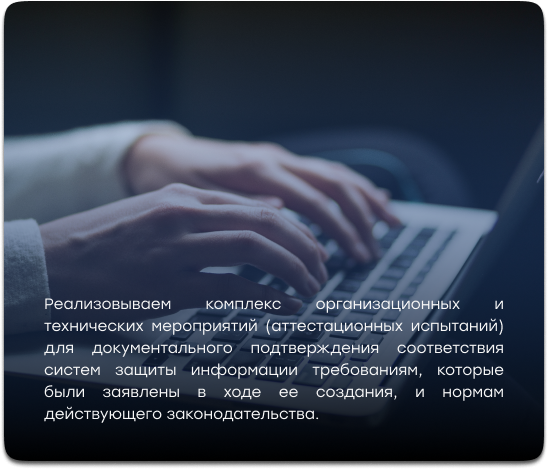 Реализовываем комплекс организационных и
технических мероприятий (аттестационных испытаний)
для документального подтверждения соответствия
систем защиты информации требованиям, которые
были заявлены в ходе ее создания, и нормам
действующего законодательства.